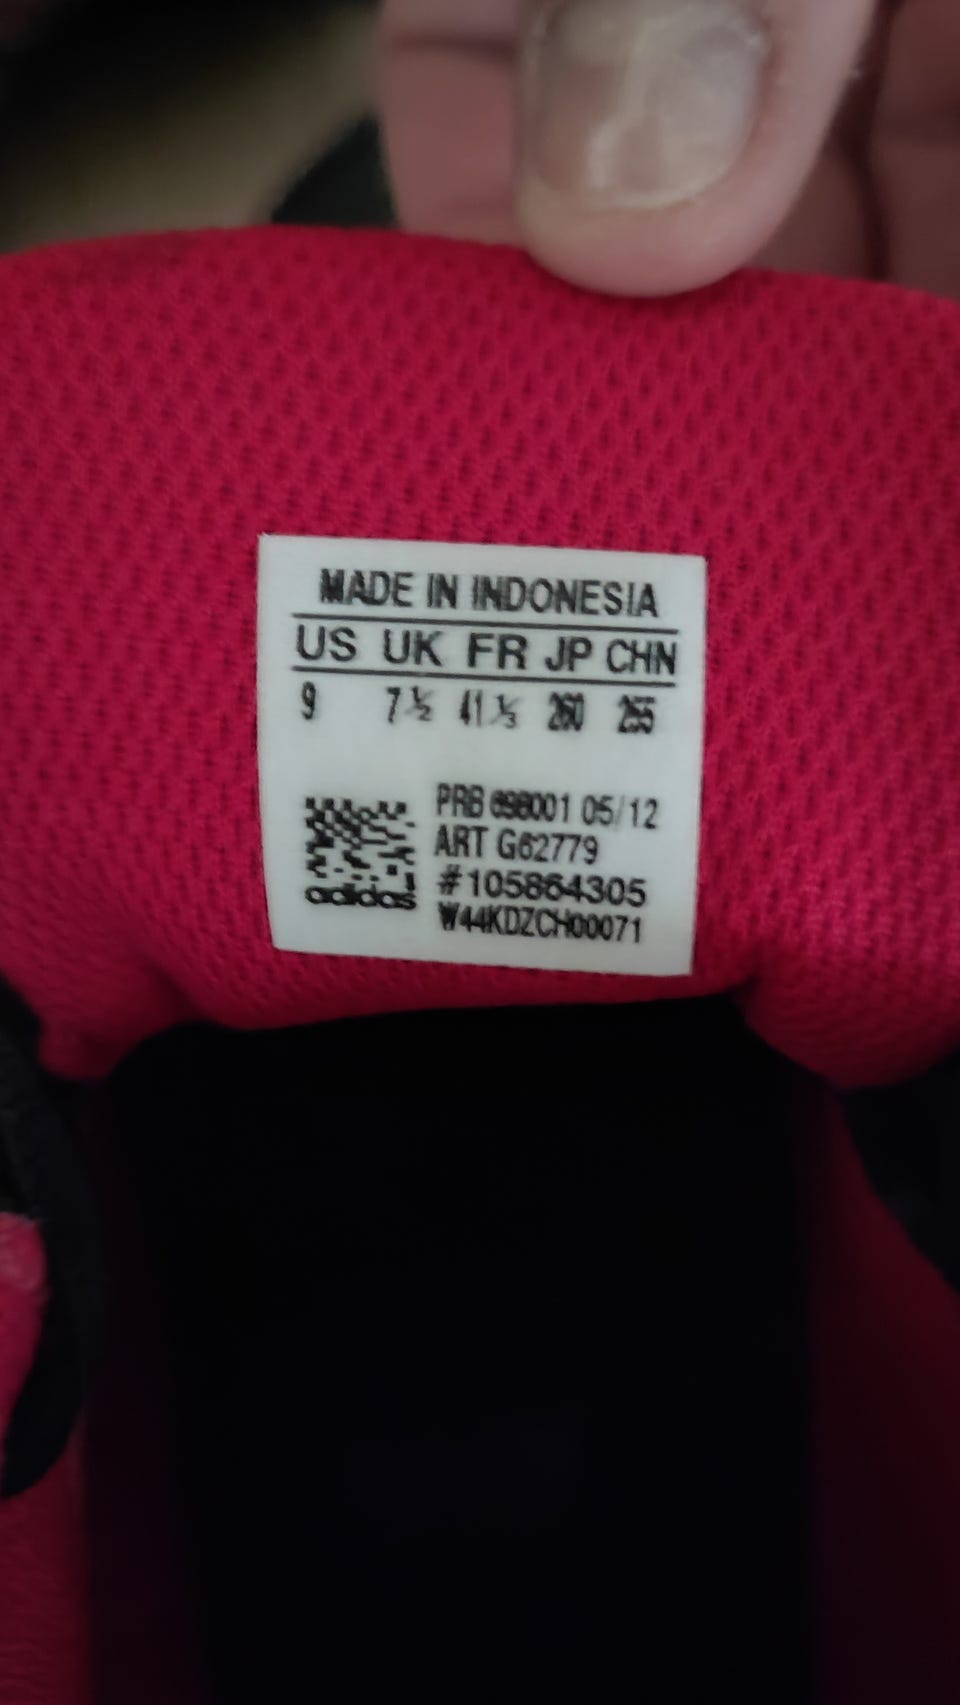 MADE IN INDONESIA
US UK FR JP CHN
9 7½ 41⅓ 260 255
PRB 698001 05/12
ART G62779
#105864305
W44KDZCH00071
adidas